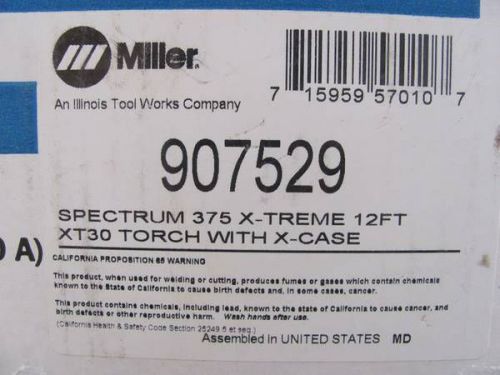 Miller
An Illinois Tool Works Company
7 15959 57010 7
907529
SPECTRUM 375 X-TREME 12FT
XT30 TORCH WITH X-CASE
A)
CALIFORNIA PROPOSITION 65 WARNING
This product, when used for welding or cutting, produces fumes or gases which contain chemicals
known to the State of California to cause birth defects and, in some cases, cancer.
This product contains chemicals, including lead, known to the state of California to cause cancer, and
birth defects or other reproductive harm. Wash hands after use.
(California Health & Safety Code Section 25249.5 et seq.)
Assembled in UNITED STATES MD